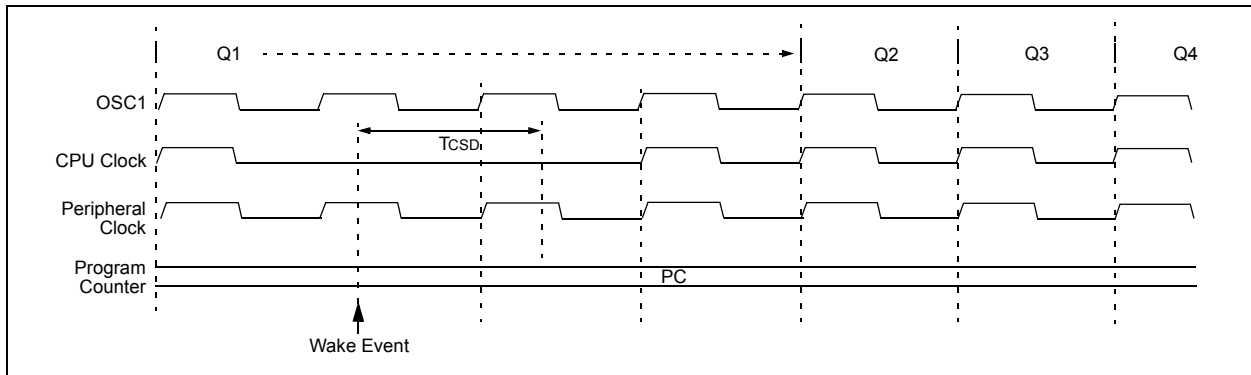 Q1 Q2 Q3 Q4
OSC1
TCSD
CPU Clock
Peripheral
Clock
Program
Counter
PC
Wake Event